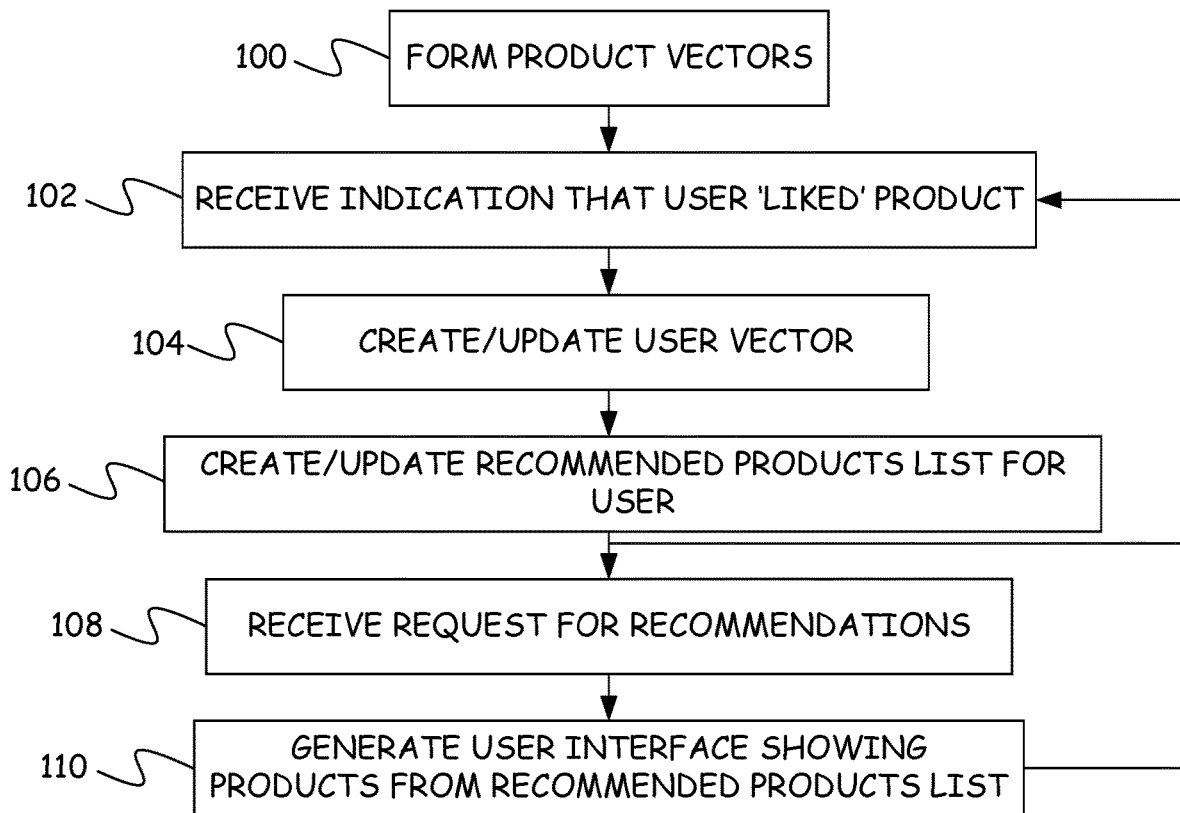 100
FORM PRODUCT VECTORS
102
RECEIVE INDICATION THAT USER ‘LIKED’ PRODUCT
104
CREATE/UPDATE USER VECTOR
106
CREATE/UPDATE RECOMMENDED PRODUCTS LIST FOR
USER
108
RECEIVE REQUEST FOR RECOMMENDATIONS
110
GENERATE USER INTERFACE SHOWING
PRODUCTS FROM RECOMMENDED PRODUCTS LIST